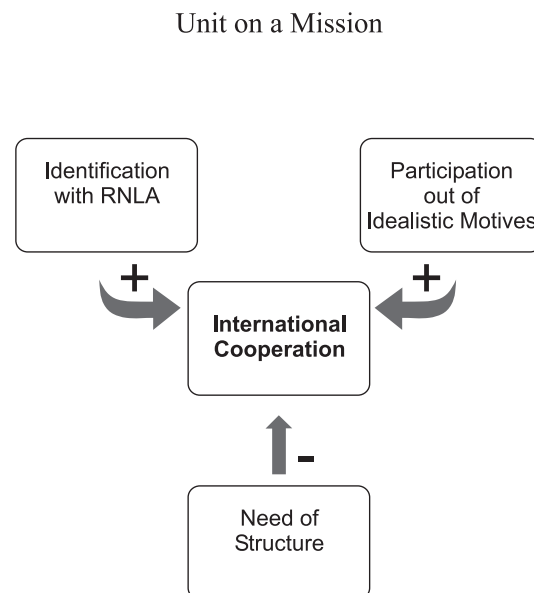 Unit on a Mission
Identification
with RNLA
Participation
out of
Idealistic Motives
+
+
International
Cooperation
-
Need of
Structure